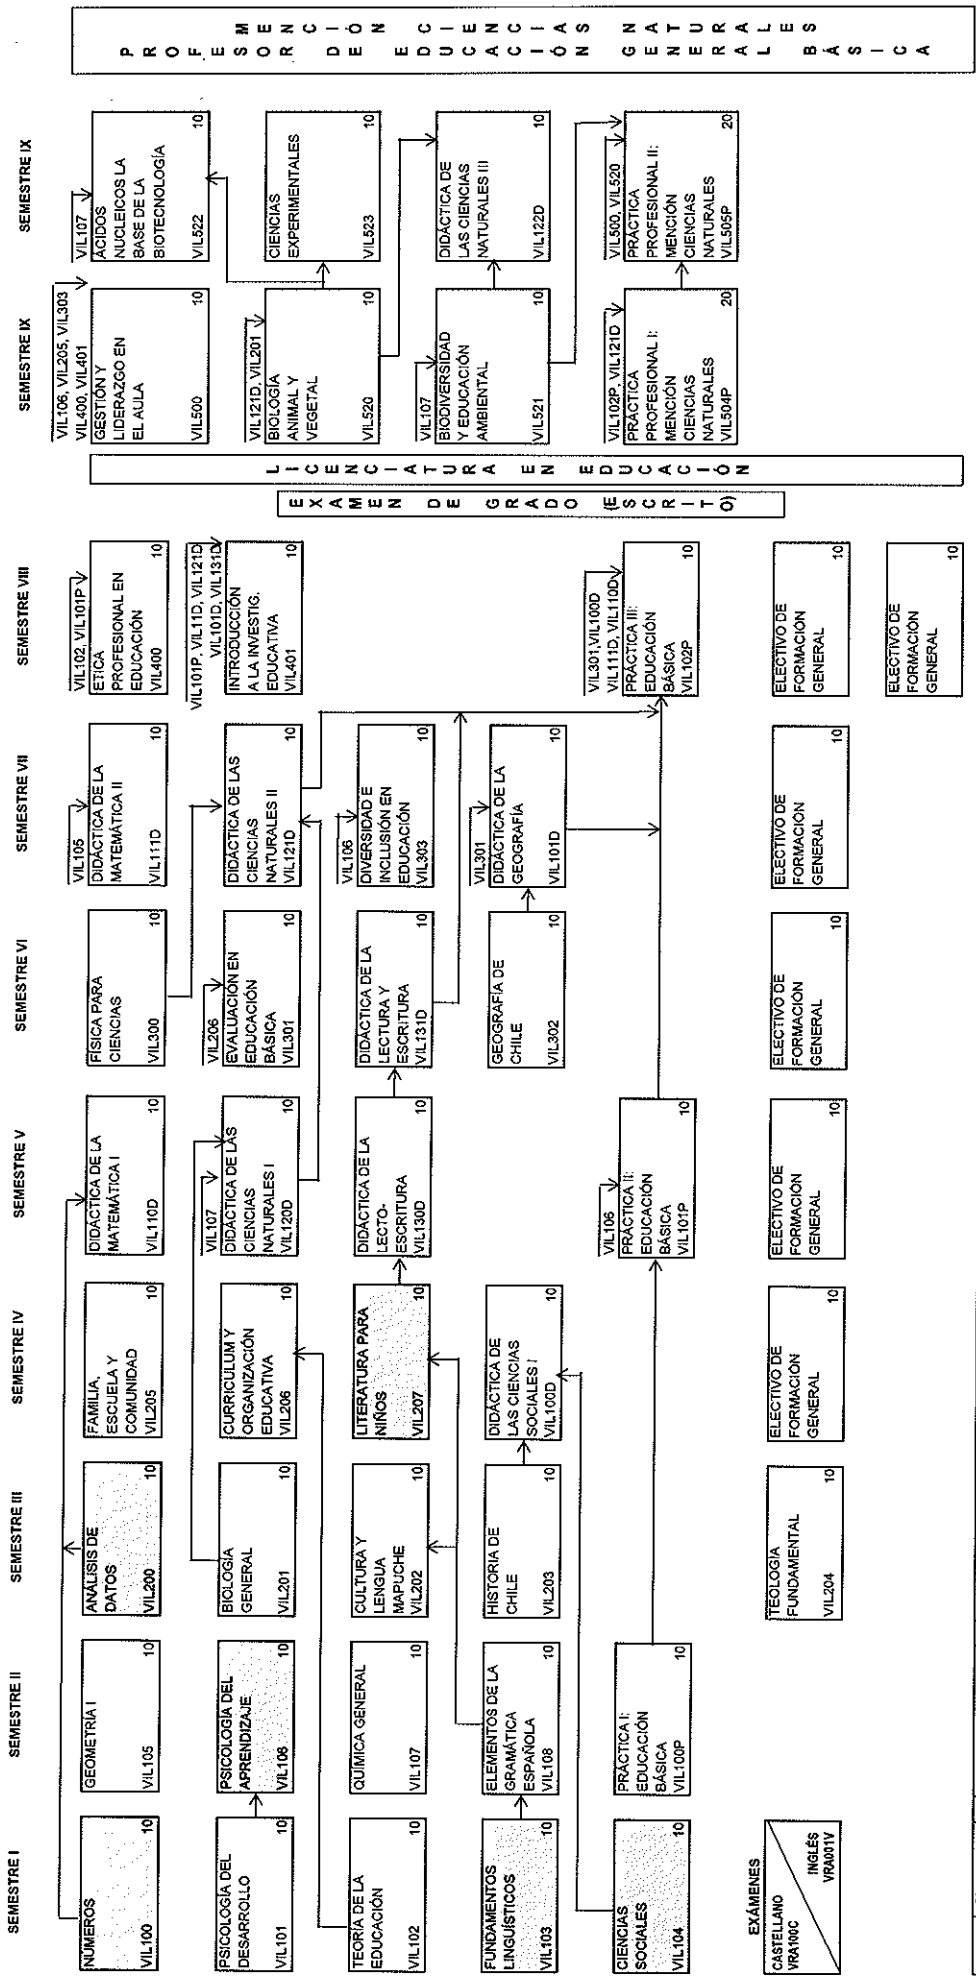 SEMESTRE I
NÚMEROS
VIL100 10
PSICOLOGÍA DEL
DESARROLLO
VIL101 10
TEORÍA DE LA
EDUCACIÓN
VIL102 10
FUNDAMENTOS
LINGUÍSTICOS
VIL103 10
CIENCIAS
SOCIALES
VIL104 10
EXÁMENES
CASTELLANO
VRA100C
INGLÉS
VRA001V
SEMESTRE II
GEOMETRÍA I
VIL105 10
PSICOLOGÍA DEL
APRENDIZAJE
VIL106 10
QUÍMICA GENERAL
VIL107 10
ELEMENTOS DE LA
GRAMÁTICA
ESPAÑOLA
VIL108 10
PRÁCTICA I:
EDUCACIÓN
BÁSICA
VIL100P 10
SEMESTRE III
ANÁLISIS DE
DATOS
VIL200 10
BIOLOGÍA
GENERAL
VIL201 10
CULTURA Y
LENGUA
MAPUCHE
VIL202 10
HISTORIA DE
CHILE
VIL203 10
TEOLOGÍA
FUNDAMENTAL
VIL204 10
SEMESTRE IV
FAMILIA,
ESCUELA Y
COMUNIDAD
VIL205 10
CURRICULUM Y
ORGANIZACIÓN
EDUCATIVA
VIL206 10
LITERATURA PARA
NIÑOS
VIL207 10
DIDÁCTICA DE
LAS CIENCIAS
SOCIALES I
VIL100D 10
ELECTIVO DE
FORMACIÓN
GENERAL 10
SEMESTRE V
DIDÁCTICA DE LA
MATEMÁTICA I
VIL110D 10
VIL107
DIDÁCTICA DE LAS
CIENCIAS
NATURALES I
VIL120D 10
DIDÁCTICA DE LA
LECTO-
ESCRITURA
VIL130D 10
VIL106
PRÁCTICA II:
EDUCACIÓN
BÁSICA
VIL101P 10
ELECTIVO DE
FORMACIÓN
GENERAL 10
SEMESTRE VI
FÍSICA PARA
CIENCIAS
VIL300 10
VIL206
EVALUACIÓN EN
EDUCACIÓN
BÁSICA
VIL301 10
DIDÁCTICA DE LA
LECTURA Y
ESCRITURA
VIL131D 10
GEOGRAFÍA DE
CHILE
VIL302 10
ELECTIVO DE
FORMACIÓN
GENERAL 10
SEMESTRE VII
VIL105
DIDÁCTICA DE LA
MATEMÁTICA II
VIL111D 10
DIDÁCTICA DE LAS
CIENCIAS
NATURALES II
VIL121D 10
VIL106
DIVERSIDAD E
INCLUSIÓN EN
EDUCACIÓN
VIL303 10
VIL301
DIDÁCTICA DE LA
GEOGRAFÍA
VIL101D 10
ELECTIVO DE
FORMACIÓN
GENERAL 10
SEMESTRE VIII
VIL102, VIL101P
ETICA
PROFESIONAL EN
EDUCACIÓN
VIL400 10
VIL101P, VIL11D, VIL121D
VIL101D, VIL131D
INTRODUCCIÓN
A LA INVESTIG.
EDUCATIVA
VIL401 10
VIL301,VIL100D
VIL111D, VIL110D
PRÁCTICA III:
EDUCACIÓN
BÁSICA
VIL102P 10
ELECTIVO DE
FORMACIÓN
GENERAL 10
ELECTIVO DE
FORMACIÓN
GENERAL 10
EXAMEN DE GRADO (ESCRITO)
LICENCIATURA EN EDUCACIÓN
SEMESTRE IX
VIL106, VIL205, VIL303
VIL400, VIL401
GESTIÓN Y
LIDERAZGO EN
EL AULA
VIL500 10
VIL121D, VIL201
BIOLOGÍA
ANIMAL Y
VEGETAL
VIL520 10
VIL107
BIODIVERSIDAD
Y EDUCACIÓN
AMBIENTAL
VIL521 10
VIL102P, VIL121D
PRÁCTICA
PROFESIONAL I:
MENCIÓN
CIENCIAS
NATURALES
VIL504P 20
SEMESTRE IX
VIL107
ÁCIDOS
NUCLEICOS LA
BASE DE LA
BIOTECNOLOGÍA
VIL522 10
CIENCIAS
EXPERIMENTALES
VIL523 10
DIDÁCTICA DE
LAS CIENCIAS
NATURALES III
VIL122D 10
VIL500, VIL520
PRÁCTICA
PROFESIONAL II:
MENCIÓN
CIENCIAS
NATURALES
VIL505P 20
PROFESOR DE EDUCACIÓN GENERAL BÁSICA
MENCIÓN CIENCIAS NATURALES